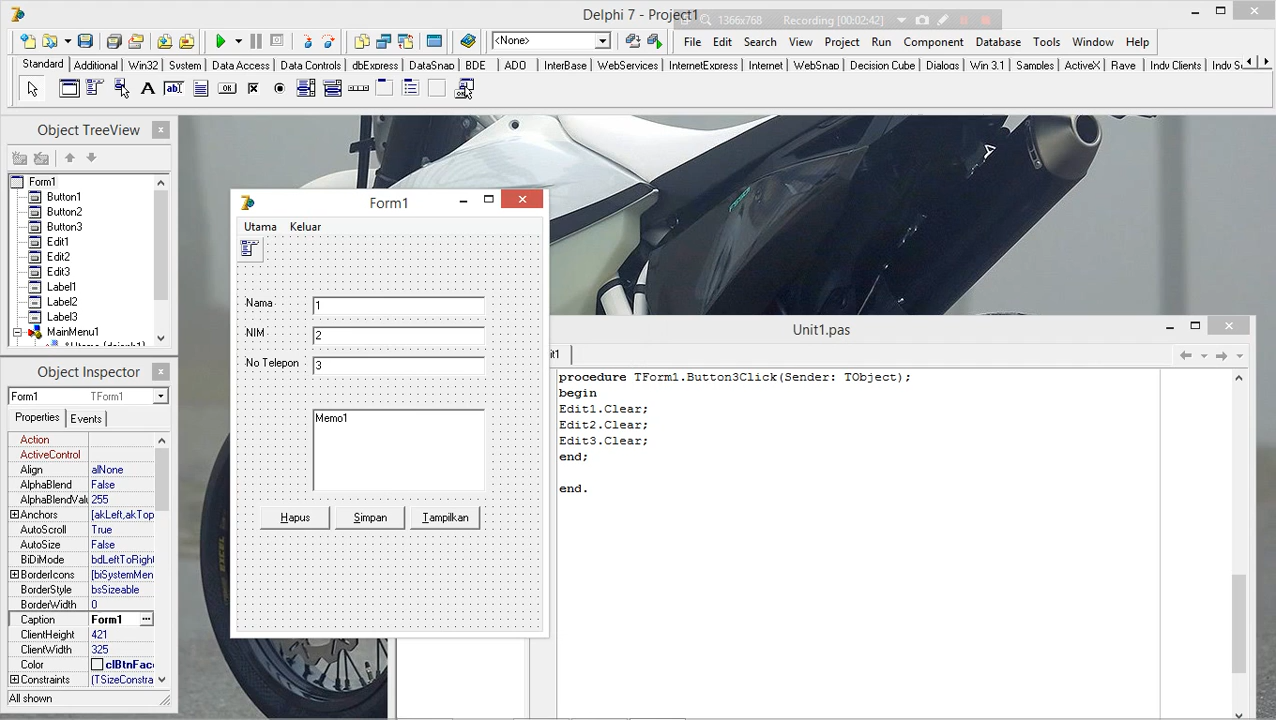 Delphi 7 - Project1
1366x768 Recording [00:02:42]
<None>
File Edit Search View Project Run Component Database Tools Window Help
Standard Additional Win32 System Data Access Data Controls dbExpress DataSnap BDE ADO InterBase WebServices InternetExpress Internet WebSnap Decision Cube Dialogs Win 3.1 Samples ActiveX Rave Indy Clients
Object TreeView
Form1
Button1
Button2
Button3
Edit1
Edit2
Edit3
Label1
Label2
Label3
MainMenu1
Object Inspector
Form1 TForm1
Properties Events
Action
ActiveControl
Align alNone
AlphaBlend False
AlphaBlendValu 255
Anchors [akLeft,akTop
AutoScroll True
AutoSize False
BiDiMode bdLeftToRigh
BorderIcons [biSystemMen
BorderStyle bsSizeable
BorderWidth 0
Caption Form1
ClientHeight 421
ClientWidth 325
Color clBtnFac
Constraints (TSizeConstra
All shown
Form1
Utama Keluar
Nama 1
NIM 2
No Telepon 3
Memo1
Hapus Simpan Tampilkan
Unit1.pas
procedure TForm1.Button3Click(Sender: TObject);
begin
Edit1.Clear;
Edit2.Clear;
Edit3.Clear;
end;
end.